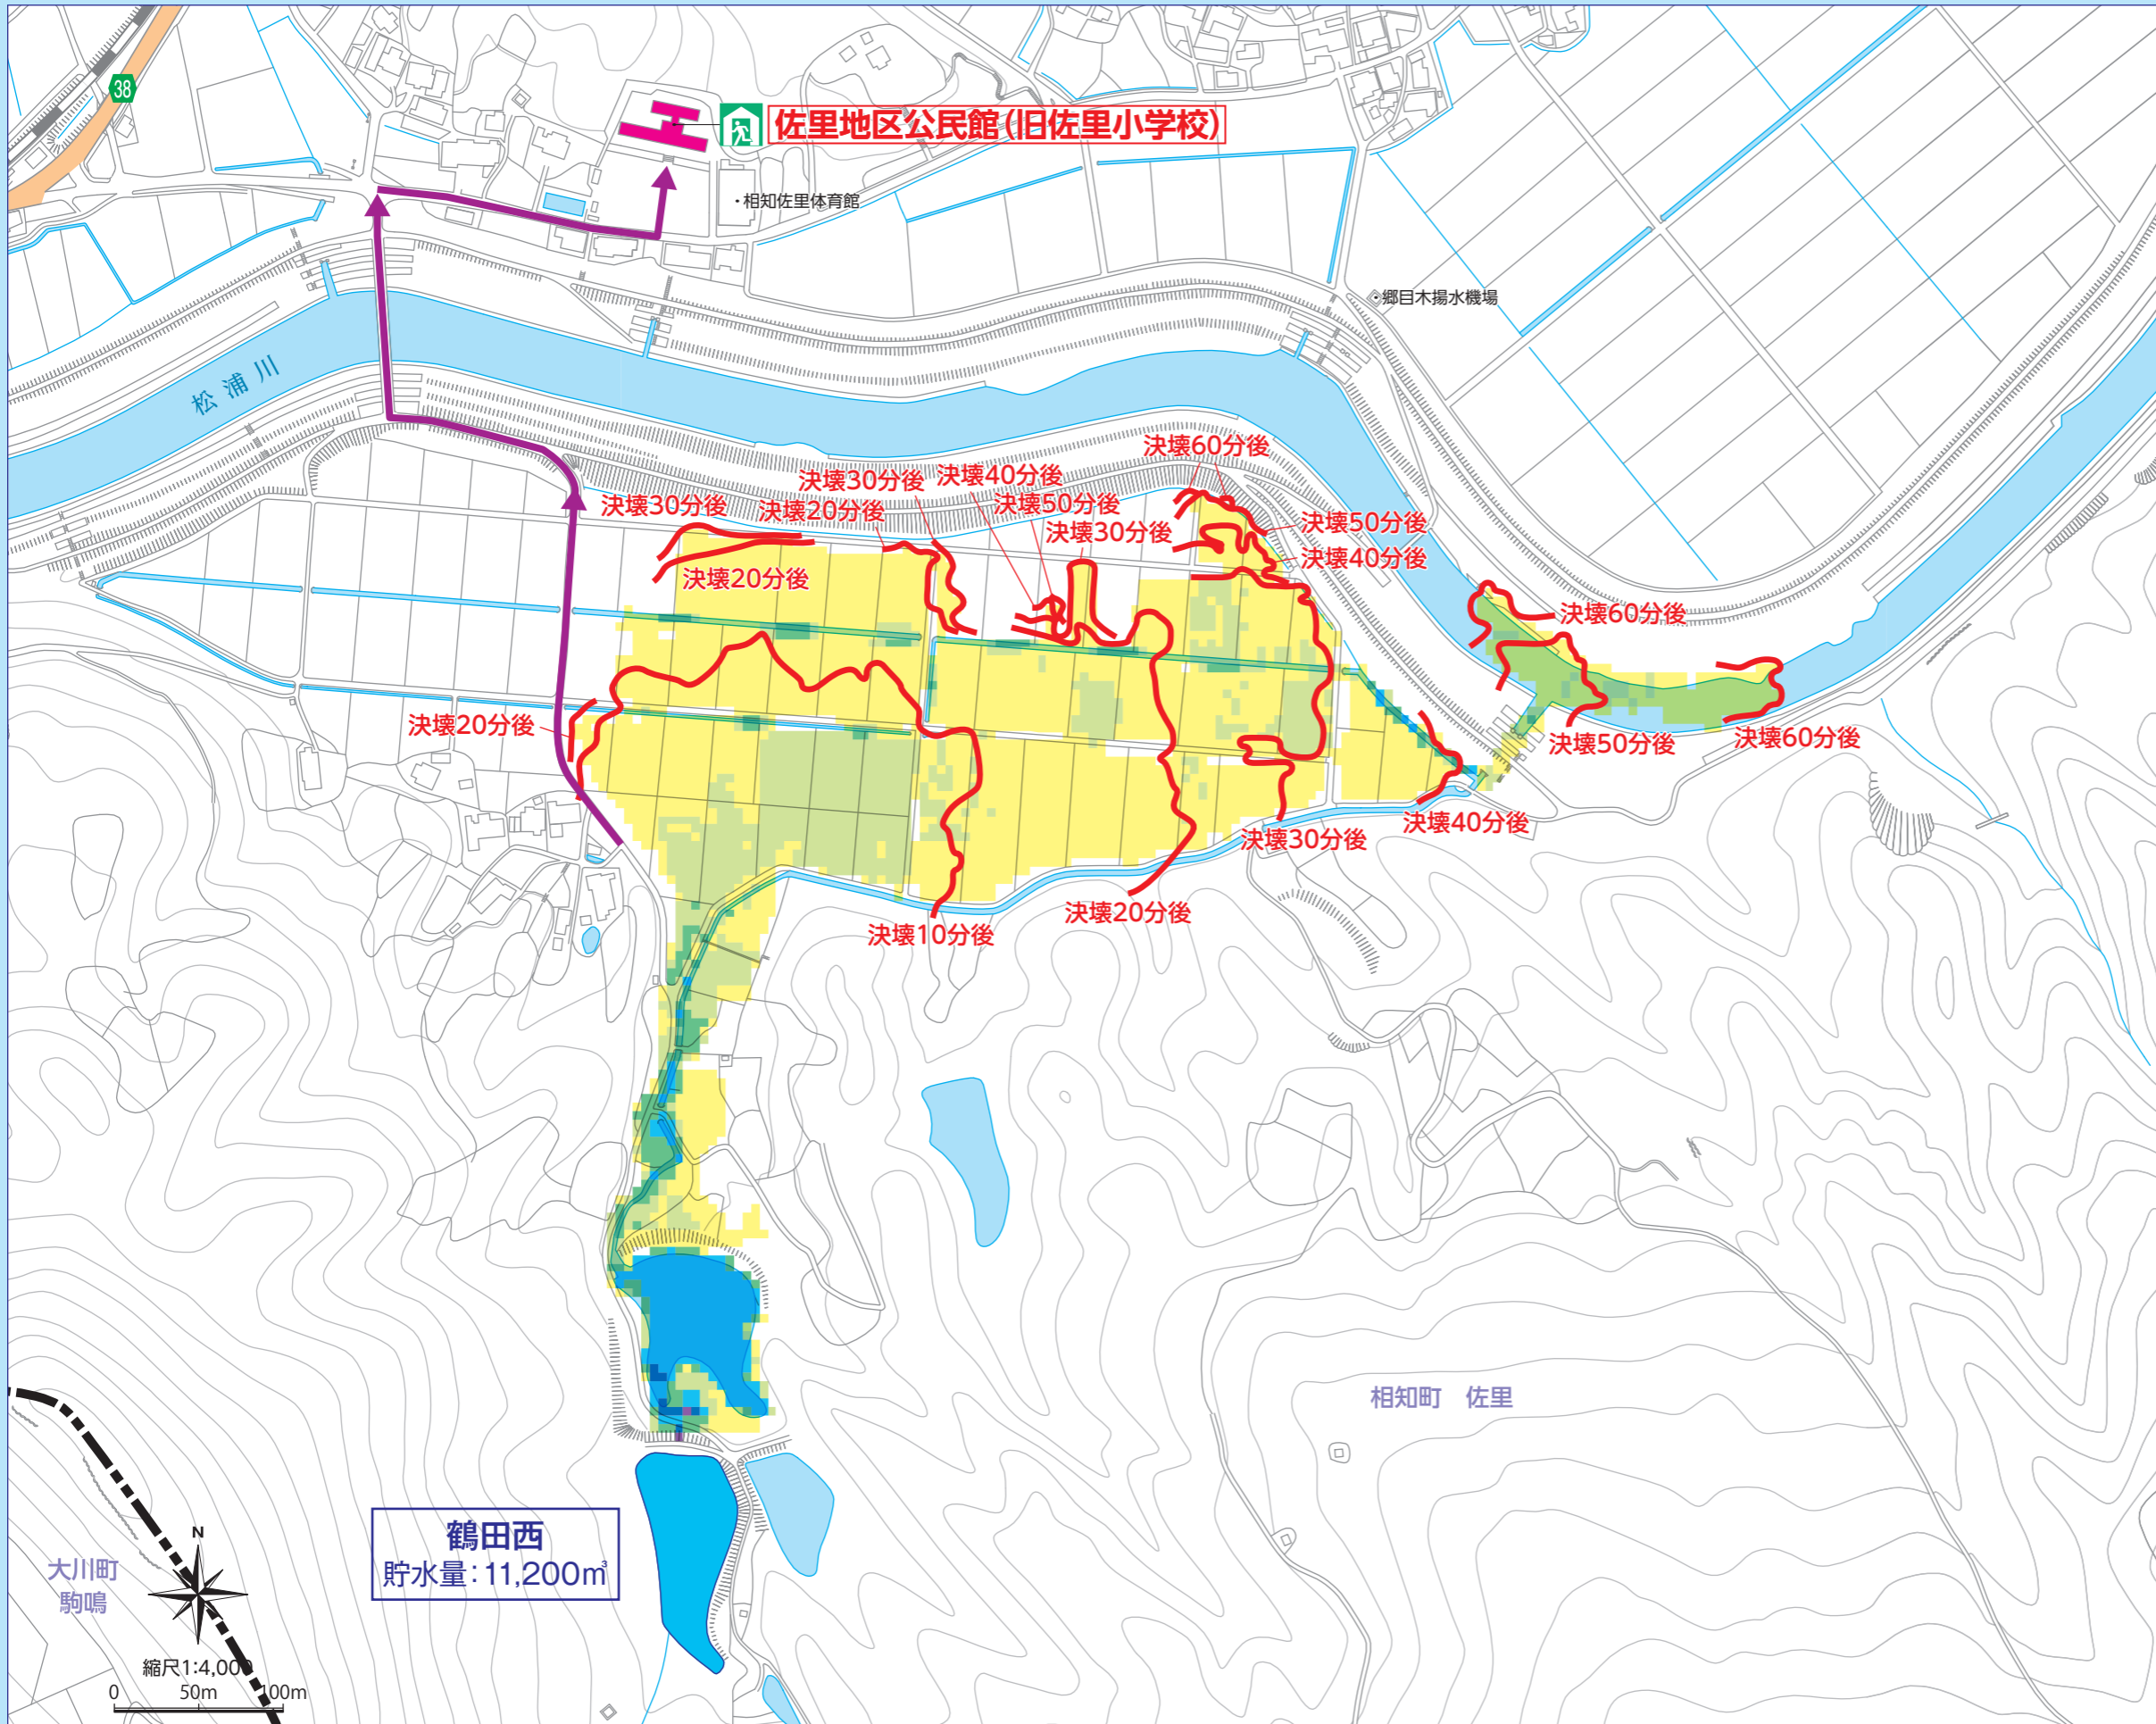 38
佐里地区公民館(旧佐里小学校)
・相知佐里体育館
郷目木揚水機場
松浦川
決壊60分後
決壊30分後
決壊40分後
決壊30分後
決壊20分後
決壊50分後
決壊30分後
決壊50分後
決壊40分後
決壊20分後
決壊60分後
決壊20分後
決壊50分後
決壊60分後
決壊40分後
決壊30分後
決壊20分後
決壊10分後
相知町 佐里
鶴田西
貯水量：11,200㎥
大川町
駒鳴
N
縮尺1:4,000
0 50m 100m